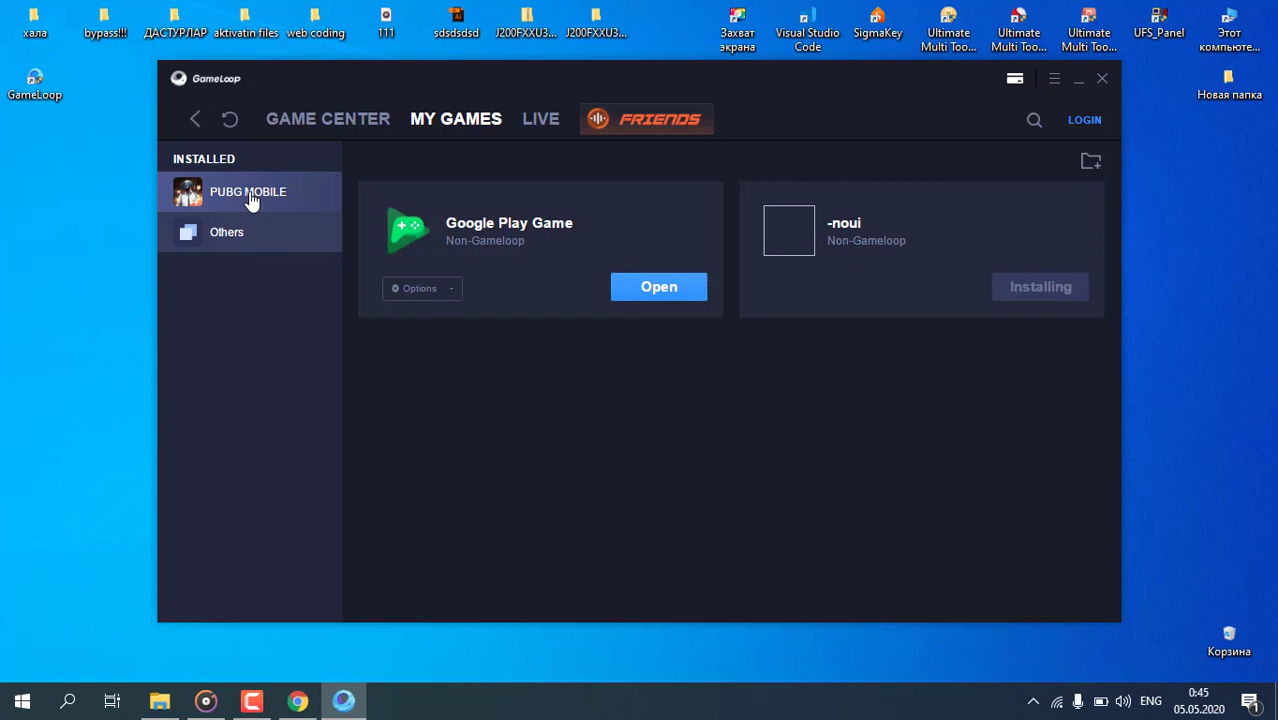 хала
bypass!!!
ДАСТУРЛАР
aktivatin files
web coding
111
sdsdsdsd
J200FXXU3...
J200FXXU3...
Захват
экрана
Visual Studio
Code
SigmaKey
Ultimate
Multi Too...
Ultimate
Multi Too...
Ultimate
Multi Too...
UFS_Panel
Этот
компьюте...
GameLoop
Новая папка
GameLoop
GAME CENTER
MY GAMES
LIVE
FRIENDS
LOGIN
INSTALLED
PUBG MOBILE
Others
Google Play Game
Non-Gameloop
Options
Open
-noui
Non-Gameloop
Installing
Корзина
ENG
0:45
05.05.2020
1